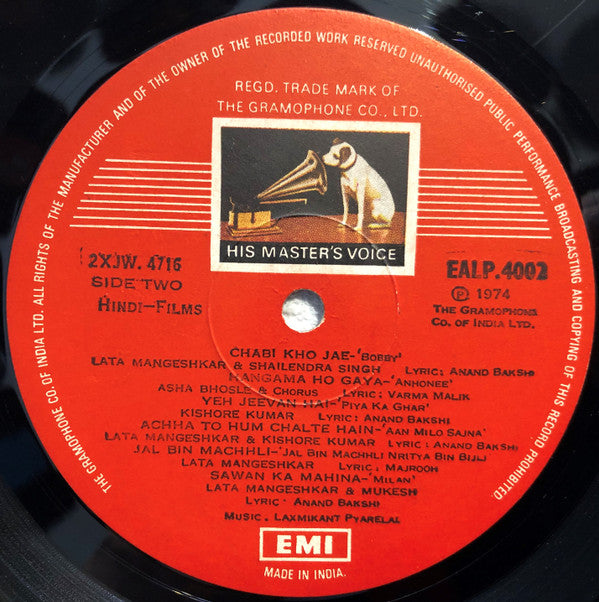 THE GRAMOPHONE CO. OF INDIA LTD. ALL RIGHTS OF THE MANUFACTURER AND OF THE OWNER OF THE RECORDED WORK RESERVED UNAUTHORISED PUBLIC PERFORMANCE BROADCASTING AND COPYING OF THIS RECORD PROHIBITED.
REGD. TRADE MARK OF
THE GRAMOPHONE CO., LTD.
HIS MASTER'S VOICE
2XJW. 4716
SIDE TWO
HINDI-FILMS
EALP.4002
Ⓟ 1974
THE GRAMOPHONE
CO. OF INDIA LTD.
CHABI KHO JAE-'BOBBY'
LATA MANGESHKAR & SHAILENDRA SINGH LYRIC: ANAND BAKSHI
HANGAMA HO GAYA-'ANHONEE'
ASHA BHOSLE & CHORUS LYRIC: VARMA MALIK
YEH JEEVAN HAI-'PIYA KA GHAR'
KISHORE KUMAR LYRIC: ANAND BAKSHI
ACHHA TO HUM CHALTE HAIN-'AAN MILO SAJNA'
LATA MANGESHKAR & KISHORE KUMAR LYRIC: ANAND BAKSHI
JAL BIN MACHHLI-'JAL BIN MACHHLI NRITYA BIN BIJLI
LATA MANGESHKAR LYRIC: MAJROOH
SAWAN KA MAHINA-'MILAN'
LATA MANGESHKAR & MUKESH
LYRIC: ANAND BAKSHI
MUSIC: LAXMIKANT PYARELAL
EMI
MADE IN INDIA.